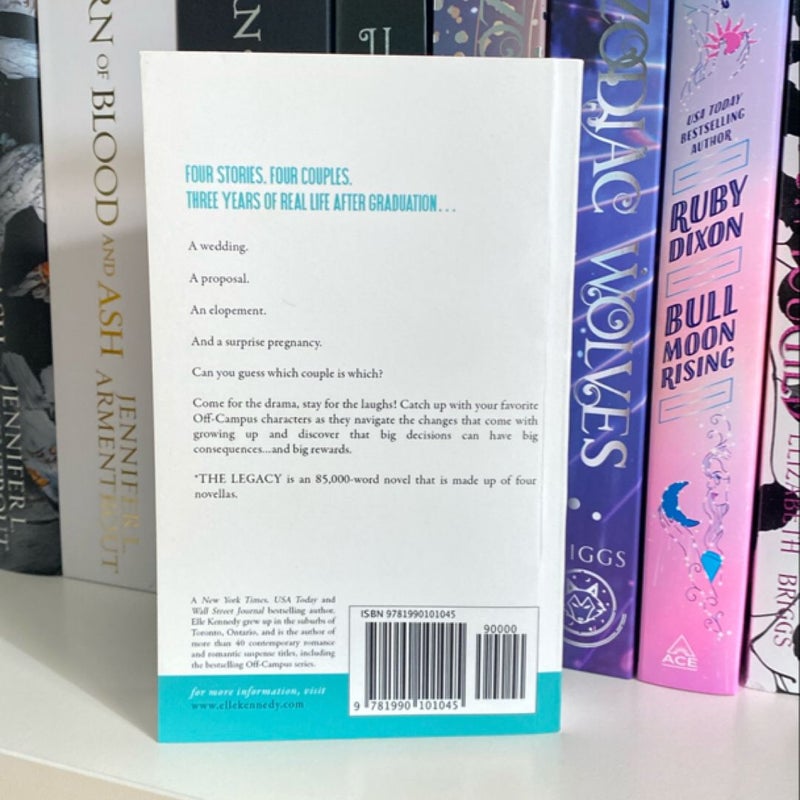 RN OF BLOOD AND ASH
JENNIFER L.
ARMENTROUT
JENNIFER L.
FOUR STORIES. FOUR COUPLES.
THREE YEARS OF REAL LIFE AFTER GRADUATION...
A wedding.
A proposal.
An elopement.
And a surprise pregnancy.
Can you guess which couple is which?
Come for the drama, stay for the laughs! Catch up with your favorite
Off-Campus characters as they navigate the changes that come with
growing up and discover that big decisions can have big
consequences...and big rewards.
*THE LEGACY is an 85,000-word novel that is made up of four
novellas.
A New York Times, USA Today and
Wall Street Journal bestselling author,
Elle Kennedy grew up in the suburbs of
Toronto, Ontario, and is the author of
more than 40 contemporary romance
and romantic suspense titles, including
the bestselling Off-Campus series.
for more information, visit
www.ellekennedy.com
ISBN 9781990101045
90000
9 781990 101045
ZODIAC WOLVES
IGGS
USA TODAY
BESTSELLING
AUTHOR
RUBY
DIXON
BULL
MOON
RISING
ACE
ELIZABETH BRIGGS